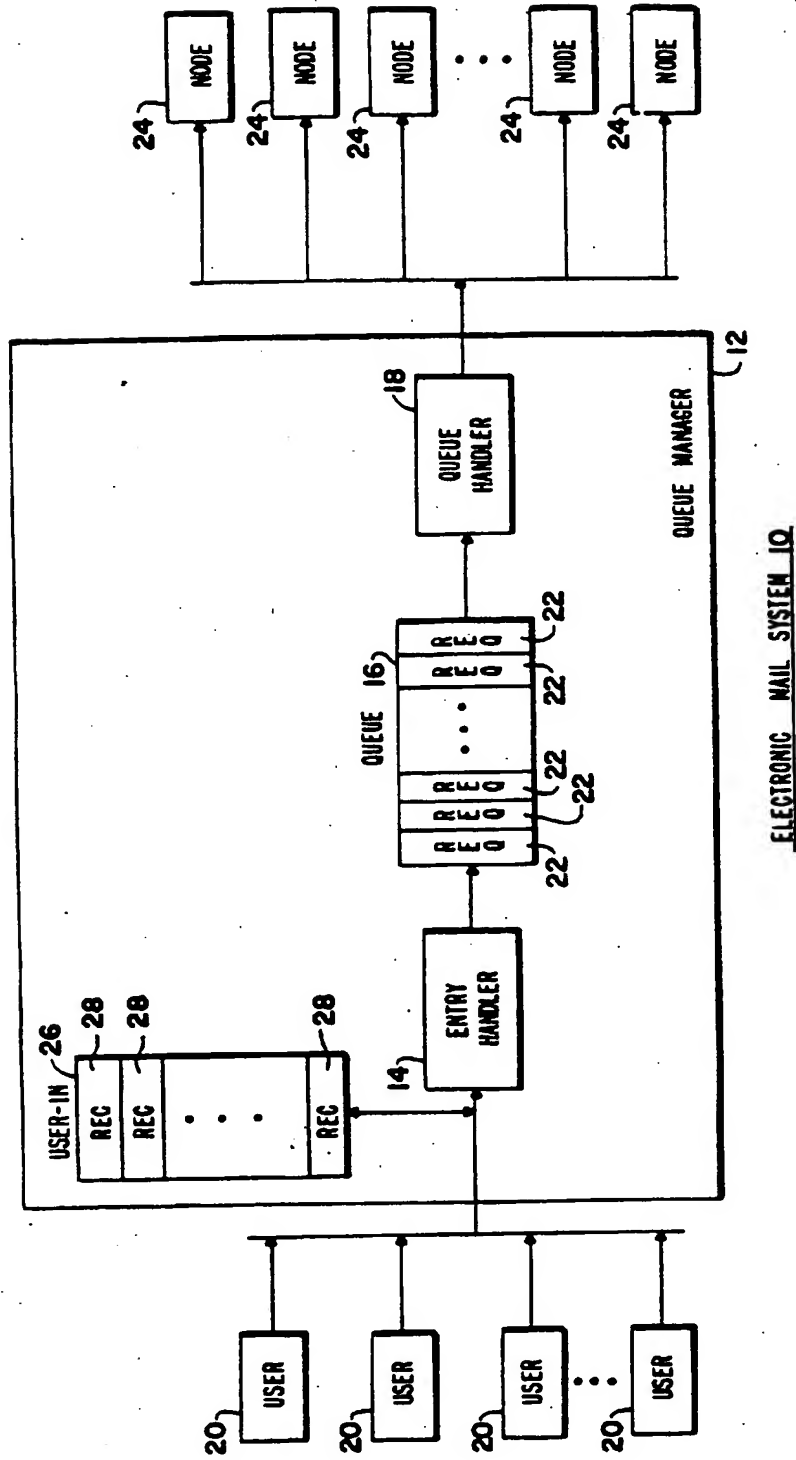 USER-IN
26
REC
28
REC
28
REC
28
20
USER
20
USER
20
USER
20
USER
14
ENTRY
HANDLER
QUEUE
16
REQ
REQ
REQ
REQ
REQ
22
22
22
22
22
18
QUEUE
HANDLER
24
NODE
24
NODE
24
NODE
24
NODE
24
NODE
QUEUE MANAGER
12
ELECTRONIC MAIL SYSTEM 10